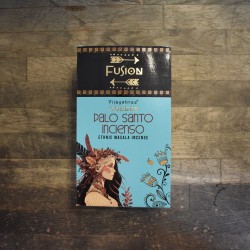 FUSION
PALO SANTO
INCIENSO
ETHNIC MASALA INCENSE